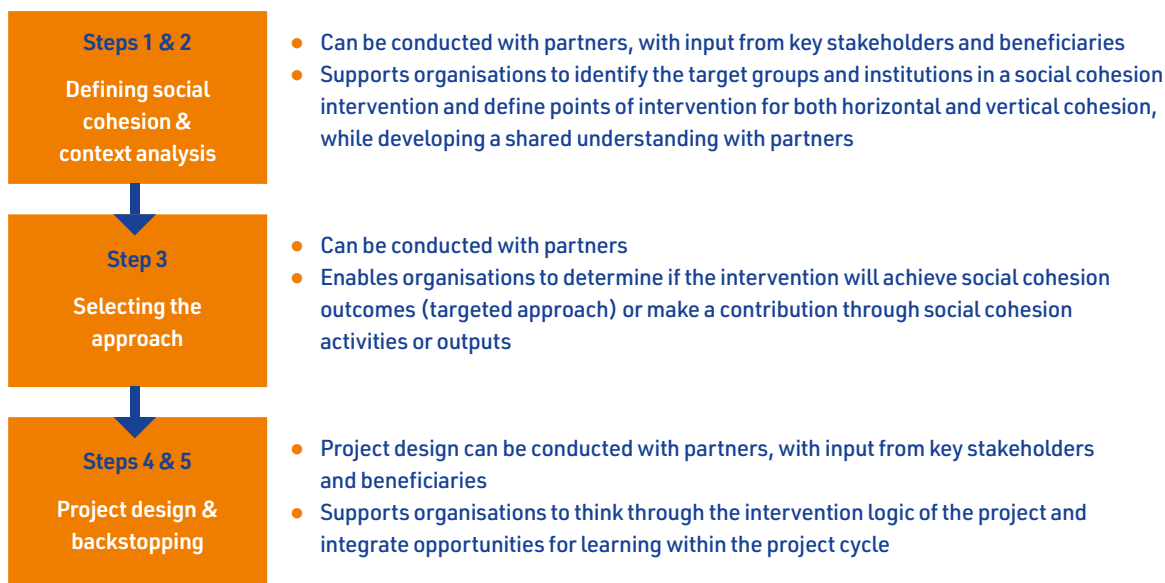 Steps 1 & 2
Defining social
cohesion &
context analysis
● Can be conducted with partners, with input from key stakeholders and beneficiaries
● Supports organisations to identify the target groups and institutions in a social cohesion
intervention and define points of intervention for both horizontal and vertical cohesion,
while developing a shared understanding with partners
Step 3
Selecting the
approach
● Can be conducted with partners
● Enables organisations to determine if the intervention will achieve social cohesion
outcomes (targeted approach) or make a contribution through social cohesion
activities or outputs
Steps 4 & 5
Project design &
backstopping
● Project design can be conducted with partners, with input from key stakeholders
and beneficiaries
● Supports organisations to think through the intervention logic of the project and
integrate opportunities for learning within the project cycle